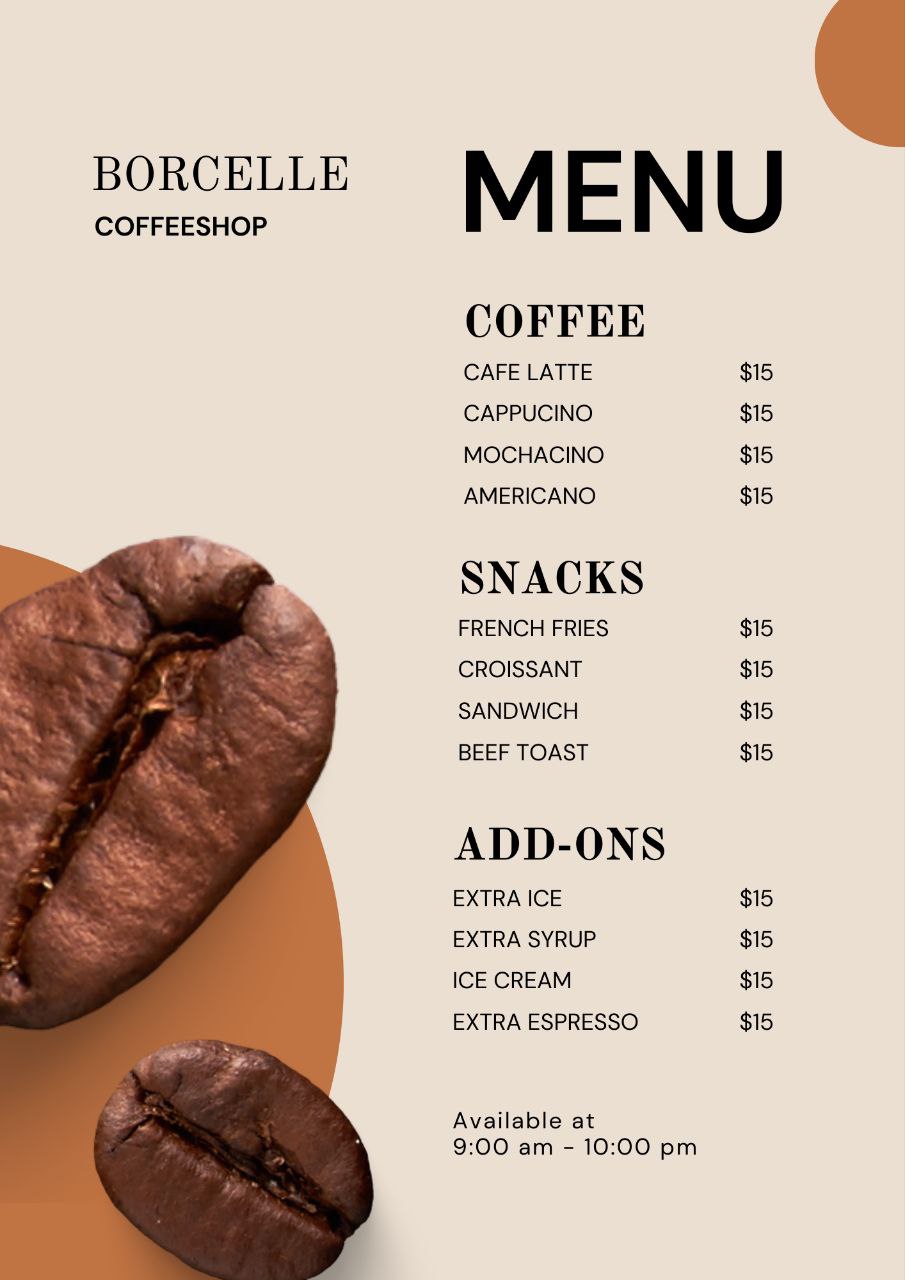 BORCELLE
COFFEESHOP
MENU
COFFEE
CAFE LATTE $15
CAPPUCINO $15
MOCHACINO $15
AMERICANO $15
SNACKS
FRENCH FRIES $15
CROISSANT $15
SANDWICH $15
BEEF TOAST $15
ADD-ONS
EXTRA ICE $15
EXTRA SYRUP $15
ICE CREAM $15
EXTRA ESPRESSO $15
Available at
9:00 am - 10:00 pm